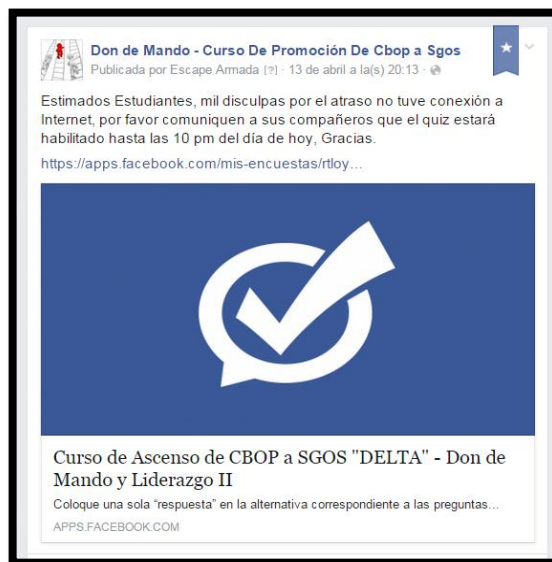 Don de Mando - Curso De Promoción De Cbop a Sgos
Publicada por Escape Armada [?] · 13 de abril a la(s) 20:13 ·
Estimados Estudiantes, mil disculpas por el atraso no tuve conexión a
Internet, por favor comuniquen a sus compañeros que el quiz estará
habilitado hasta las 10 pm del día de hoy, Gracias.
https://apps.facebook.com/mis-encuestas/rtloy...
Curso de Ascenso de CBOP a SGOS "DELTA" - Don de
Mando y Liderazgo II
Coloque una sola “respuesta” en la alternativa correspondiente a las preguntas...
APPS.FACEBOOK.COM